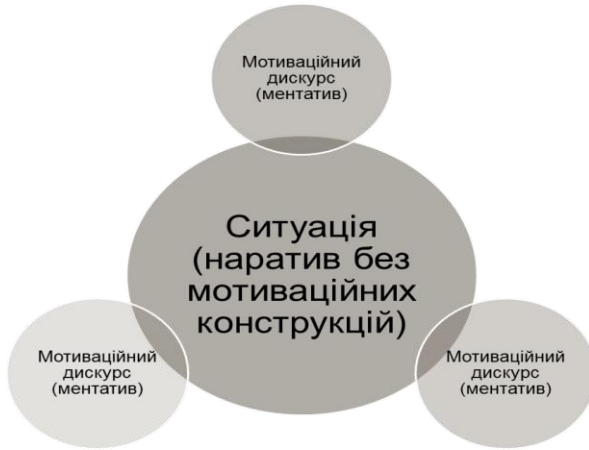 Мотиваційний
дискурс
(ментатив)
Ситуація
(наратив без
мотиваційних
конструкцій)
Мотиваційний
дискурс
(ментатив)
Мотиваційний
дискурс
(ментатив)